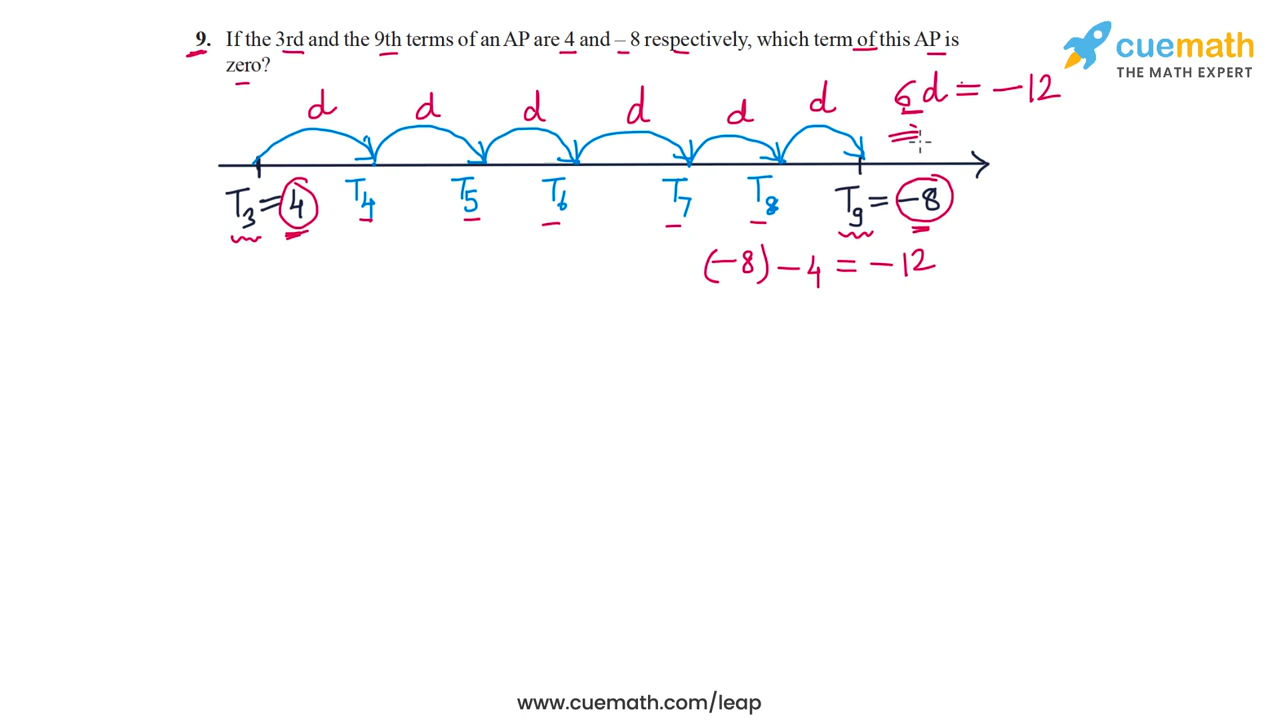 9. If the 3rd and the 9th terms of an AP are 4 and – 8 respectively, which term of this AP is
zero?
cuemath
THE MATH EXPERT
d d d d d d 6d = -12
T3 = 4 T4 T5 T6 T7 T8 T9 = -8
(-8) - 4 = -12
www.cuemath.com/leap